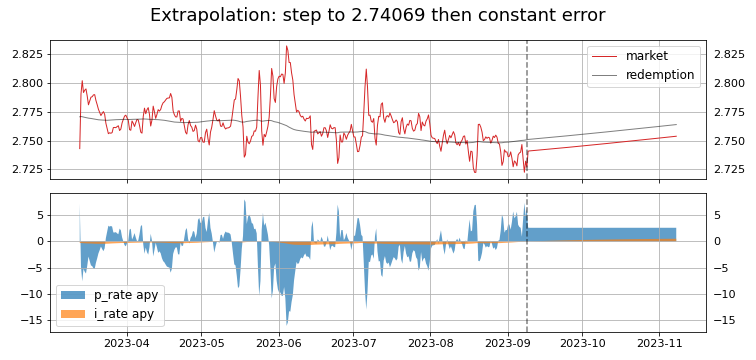 Extrapolation: step to 2.74069 then constant error
2.825 2.825
market
redemption
2.800 2.800
2.775 2.775
2.750 2.750
2.725 2.725
5 5
0 0
−5 −5
−10 −10
p_rate apy
i_rate apy
−15 −15
2023-04 2023-05 2023-06 2023-07 2023-08 2023-09 2023-10 2023-11